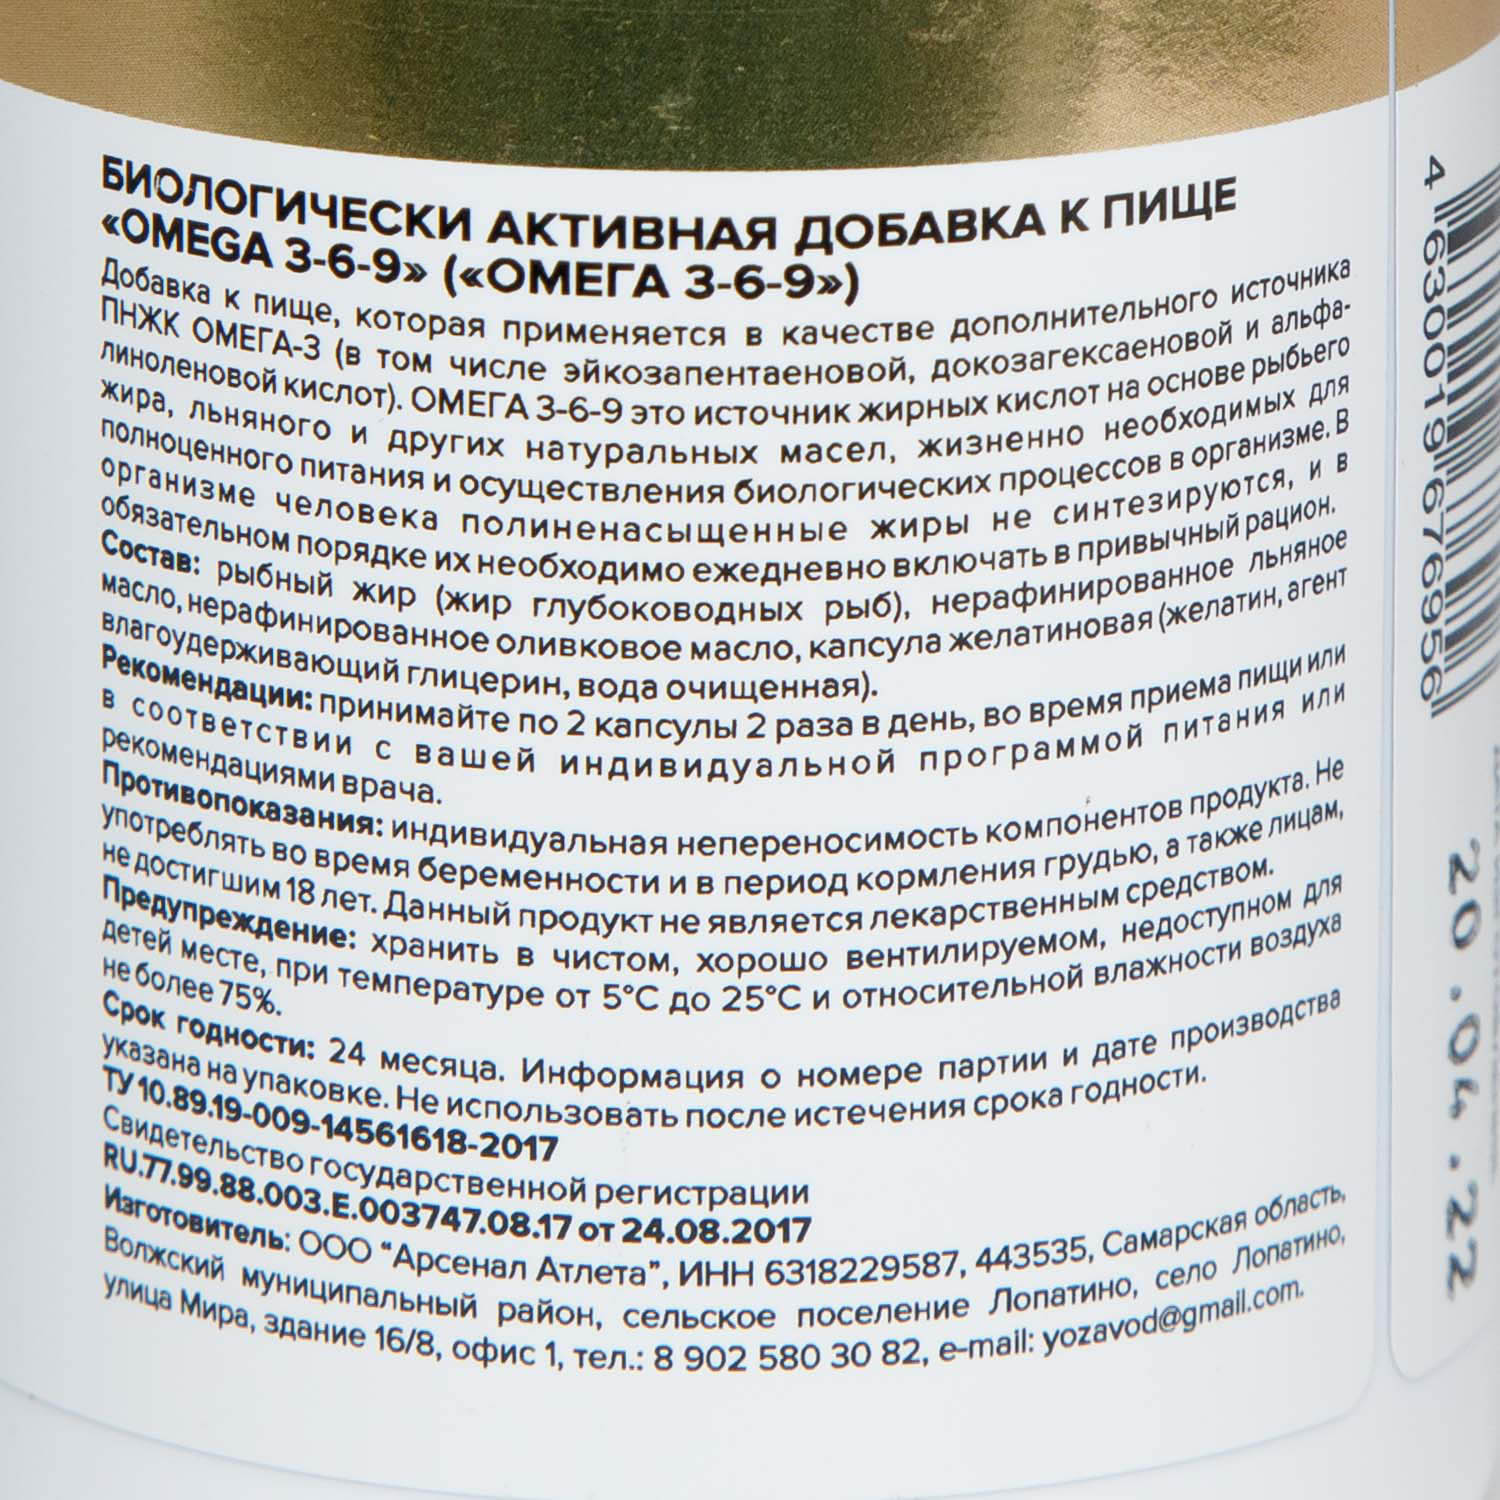 БИОЛОГИЧЕСКИ АКТИВНАЯ ДОБАВКА К ПИЩЕ
«OMEGA 3-6-9» («ОМЕГА 3-6-9»)
Добавка к пище, которая применяется в качестве дополнительного источника
ПНЖК ОМЕГА-3 (в том числе эйкозапентаеновой, докозагексаеновой и альфа-
линоленовой кислот). ОМЕГА 3-6-9 это источник жирных кислот на основе рыбьего
жира, льняного и других натуральных масел, жизненно необходимых для
полноценного питания и осуществления биологических процессов в организме. В
организме человека полиненасыщенные жиры не синтезируются, и в
обязательном порядке их необходимо ежедневно включать в привычный рацион.
Состав: рыбный жир (жир глубоководных рыб), нерафинированное льняное
масло, нерафинированное оливковое масло, капсула желатиновая (желатин, агент
влагоудерживающий глицерин, вода очищенная).
Рекомендации: принимайте по 2 капсулы 2 раза в день, во время приема пищи или
в соответствии с вашей индивидуальной программой питания или
рекомендациями врача.
Противопоказания: индивидуальная непереносимость компонентов продукта. Не
употреблять во время беременности и в период кормления грудью, а также лицам,
не достигшим 18 лет. Данный продукт не является лекарственным средством.
Предупреждение: хранить в чистом, хорошо вентилируемом, недоступном для
детей месте, при температуре от 5°С до 25°С и относительной влажности воздуха
не более 75%.
Срок годности: 24 месяца. Информация о номере партии и дате производства
указана на упаковке. Не использовать после истечения срока годности.
ТУ 10.89.19-009-14561618-2017
Свидетельство государственной регистрации
RU.77.99.88.003.Е.003747.08.17 от 24.08.2017
Изготовитель: ООО “Арсенал Атлета”, ИНН 6318229587, 443535, Самарская область,
Волжский муниципальный район, сельское поселение Лопатино, село Лопатино,
улица Мира, здание 16/8, офис 1, тел.: 8 902 580 30 82, e-mail: yozavod@gmail.com.
4 630019 676956
20.04.22